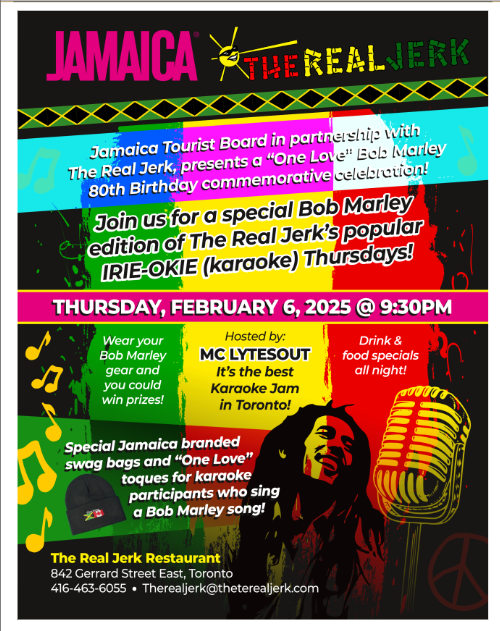 JAMAICA®
THE REAL JERK
Jamaica Tourist Board in partnership with
The Real Jerk, presents a “One Love” Bob Marley
80th Birthday commemorative celebration!
Join us for a special Bob Marley
edition of The Real Jerk’s popular
IRIE-OKIE (karaoke) Thursdays!
THURSDAY, FEBRUARY 6, 2025 @ 9:30PM
Wear your
Bob Marley
gear and
you could
win prizes!
Hosted by:
MC LYTESOUT
It’s the best
Karaoke Jam
in Toronto!
Drink &
food specials
all night!
Special Jamaica branded
swag bags and “One Love”
toques for karaoke
participants who sing
a Bob Marley song!
The Real Jerk Restaurant
842 Gerrard Street East, Toronto
416-463-6055 • Therealjerk@theterealjerk.com